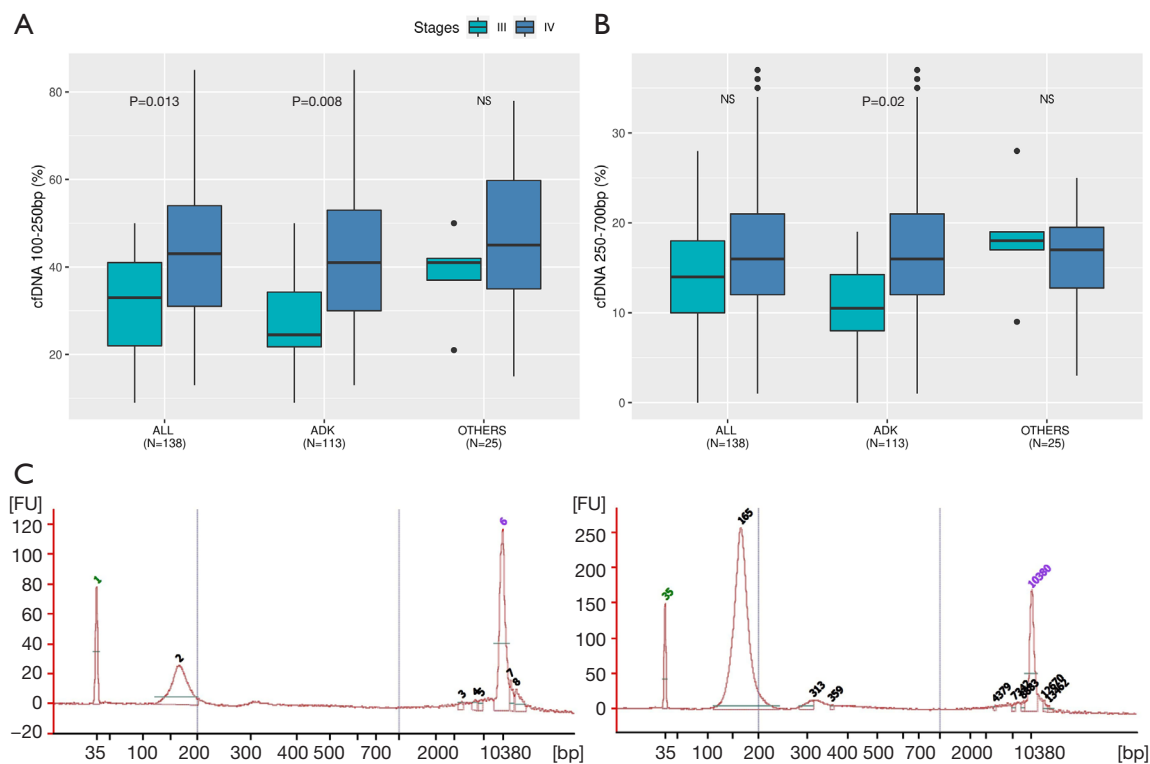 A
Stages III IV
B
80
60
40
20
cfDNA 100-250bp (%)
P=0.013
P=0.008
NS
ALL
(N=138)
ADK
(N=113)
OTHERS
(N=25)
30
20
10
0
cfDNA 250-700bp (%)
NS
P=0.02
NS
ALL
(N=138)
ADK
(N=113)
OTHERS
(N=25)
C
[FU]
120
100
80
60
40
20
0
−20
1
2
3
4
5
6
7
8
35 100 200 300 400 500 700 2000 10380 [bp]
[FU]
250
200
150
100
50
0
35
165
313
359
4379
10380
35 100 200 300 400 500 700 2000 10380 [bp]